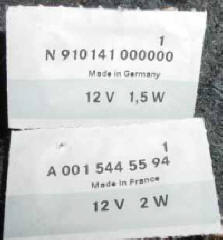 1
N 910141 000000
Made in Germany
12 V 1,5 W
1
A 001 544 55 94
Made in France
12 V 2 W